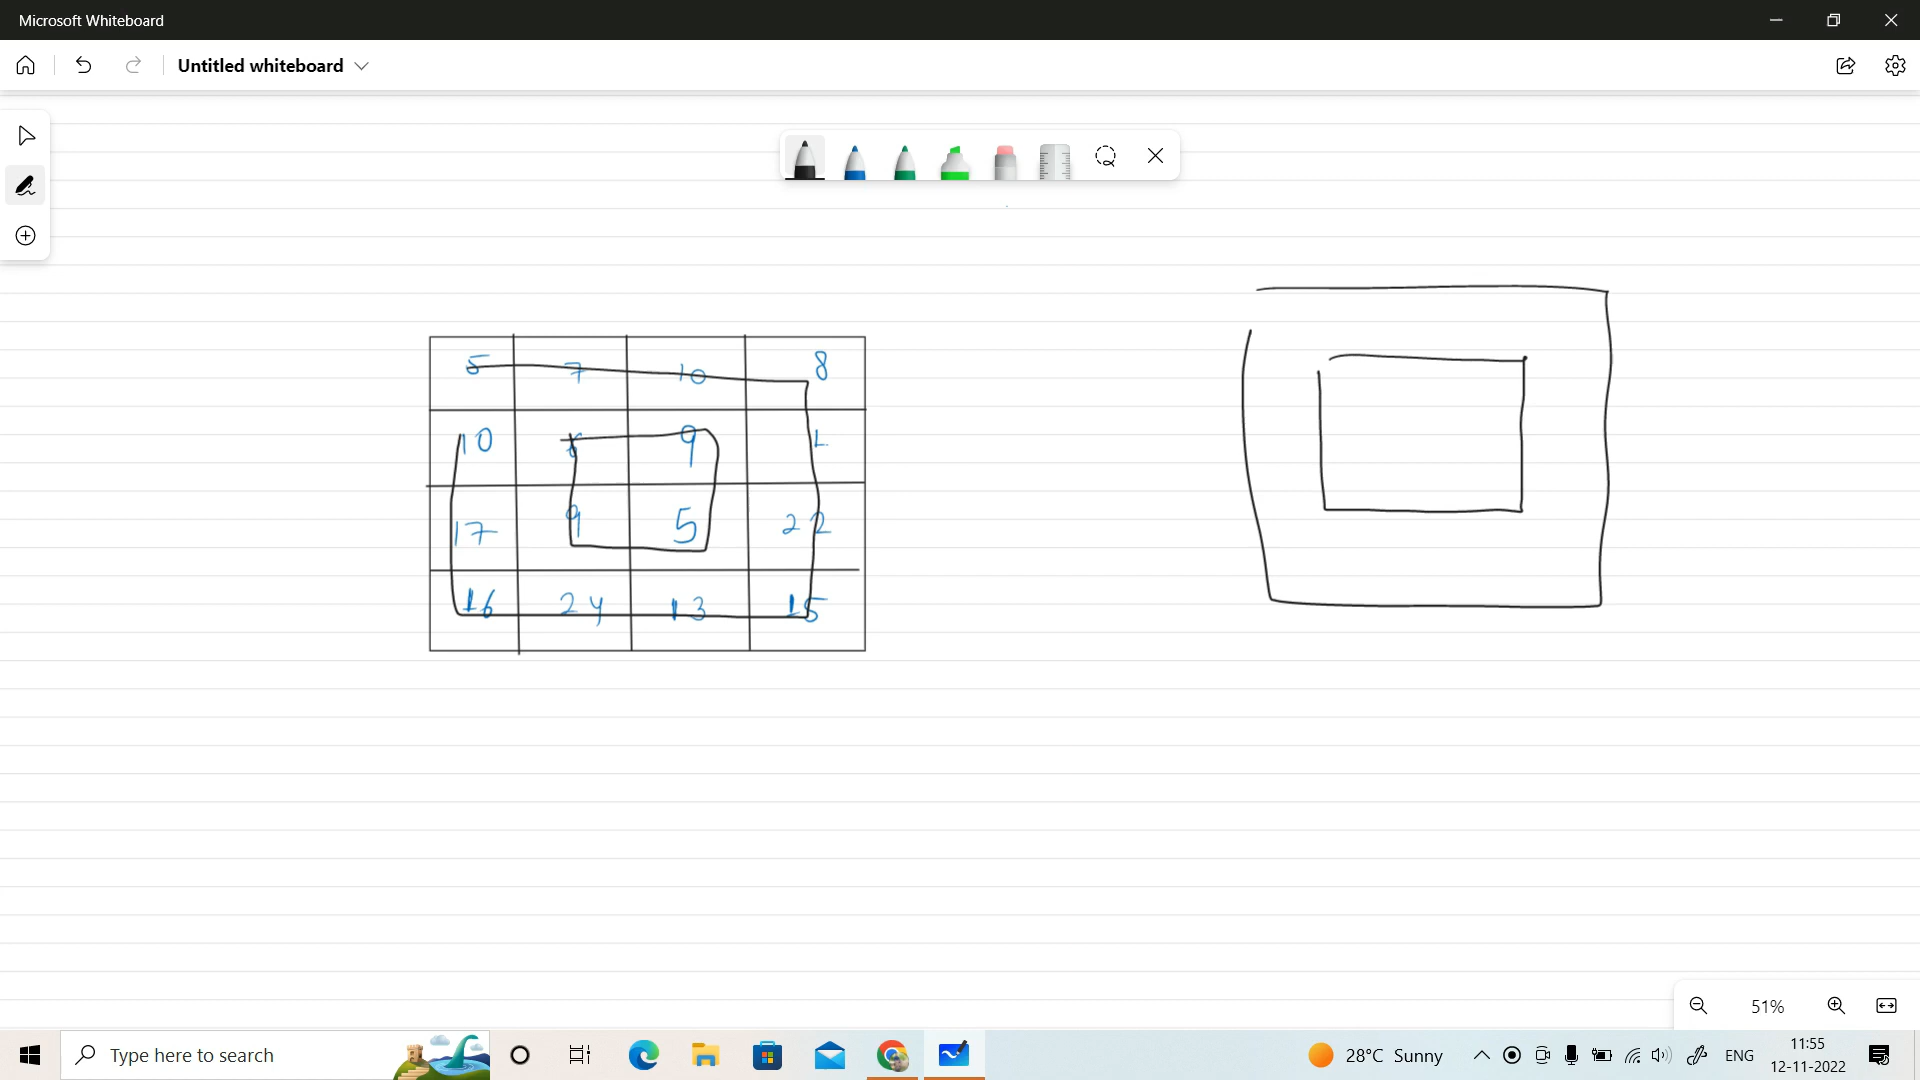 Microsoft Whiteboard
Untitled whiteboard
5 7 10 8
10 9
17 9 5 22
16 24 13 15
51%
Type here to search
28°C Sunny
ENG
11:55
12-11-2022